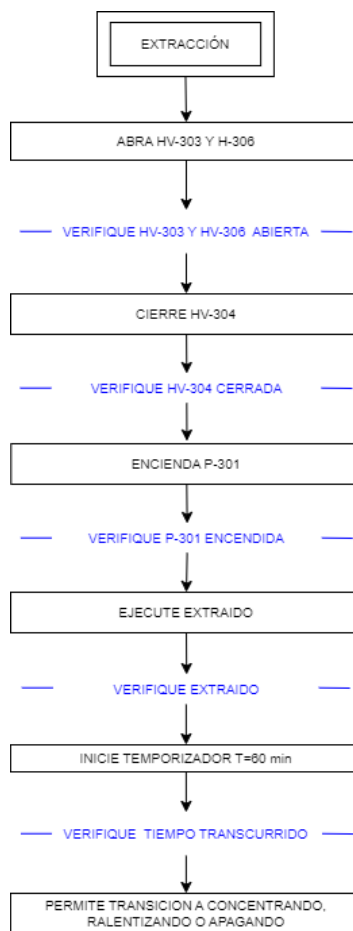 EXTRACCIÓN
ABRA HV-303 Y H-306
VERIFIQUE HV-303 Y HV-306 ABIERTA
CIERRE HV-304
VERIFIQUE HV-304 CERRADA
ENCIENDA P-301
VERIFIQUE P-301 ENCENDIDA
EJECUTE EXTRAIDO
VERIFIQUE EXTRAIDO
INICIE TEMPORIZADOR T=60 min
VERIFIQUE TIEMPO TRANSCURRIDO
PERMITE TRANSICION A CONCENTRANDO,
RALENTIZANDO O APAGANDO